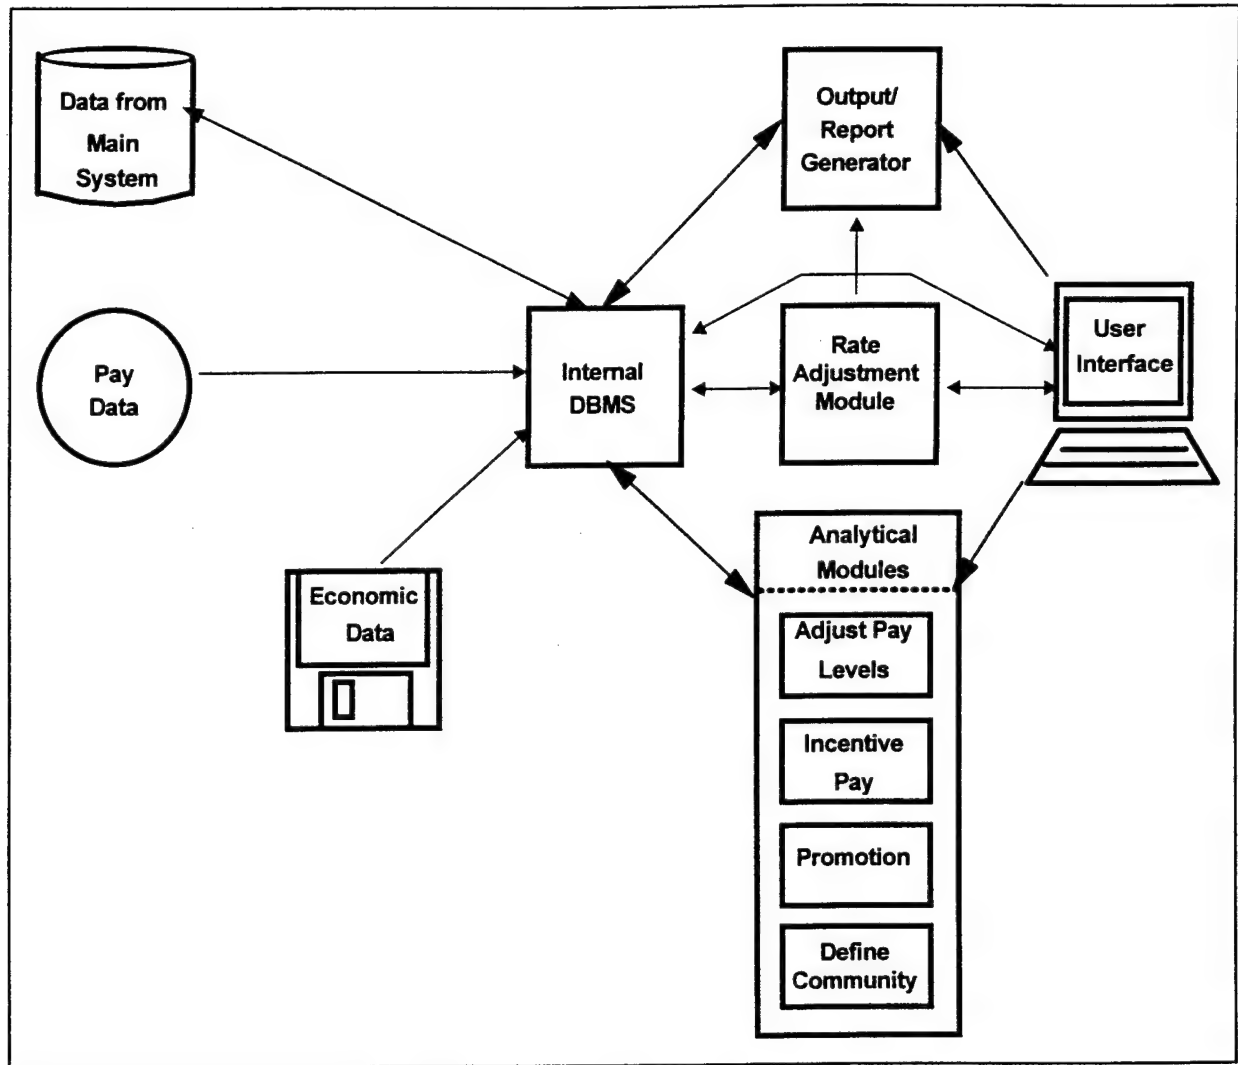 Data from
Main
System
Output/
Report
Generator
Pay
Data
Internal
DBMS
Rate
Adjustment
Module
User
Interface
Economic
Data
Analytical
Modules
Adjust Pay
Levels
Incentive
Pay
Promotion
Define
Community